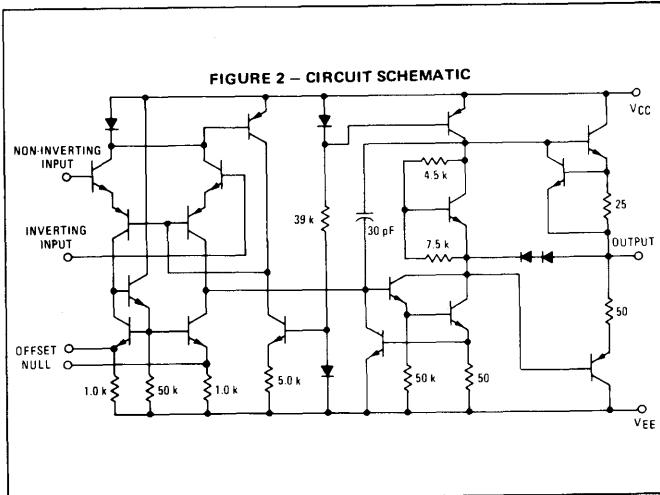 FIGURE 2 – CIRCUIT SCHEMATIC
VCC
NON-INVERTING
INPUT
4.5 k
25
39 k
30 pF
INVERTING
INPUT
7.5 k
OUTPUT
50
OFFSET
NULL
1.0 k
50 k
1.0 k
5.0 k
50 k
50
VEE